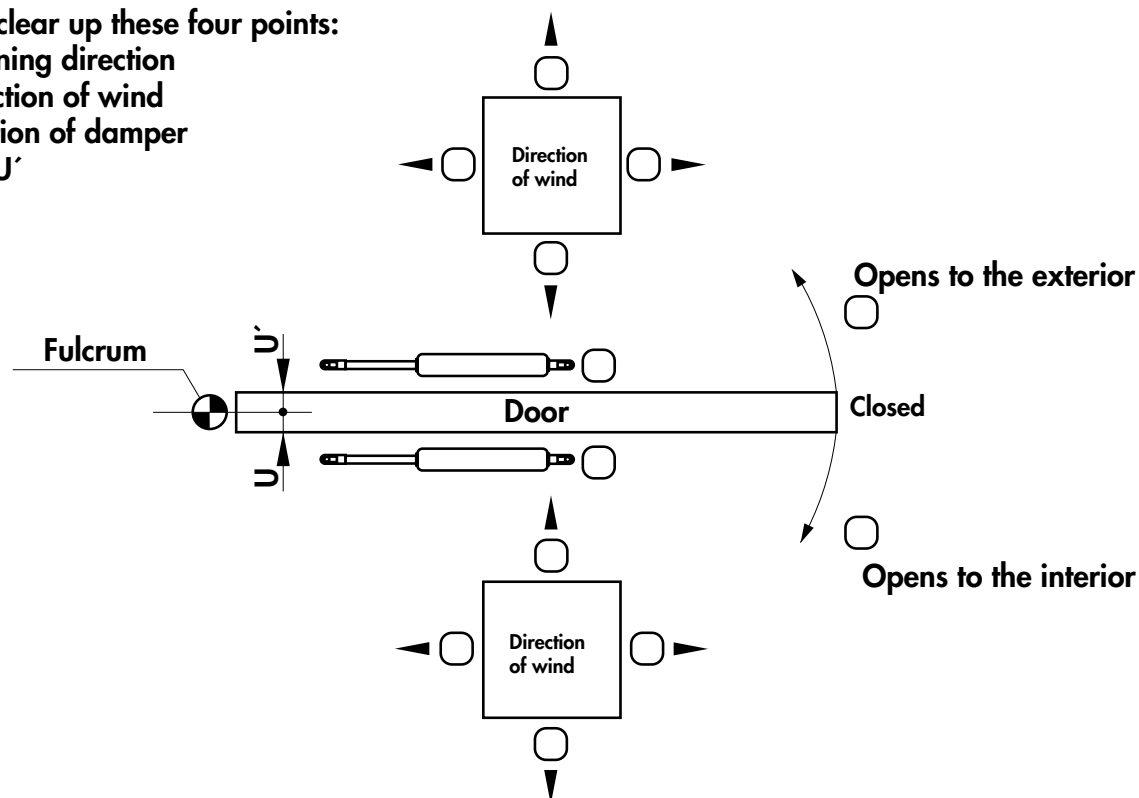 clear up these four points:
ning direction
ction of wind
tion of damper
U´
Direction
of wind
Opens to the exterior
Fulcrum
U`
Door
Closed
U
Opens to the interior
Direction
of wind